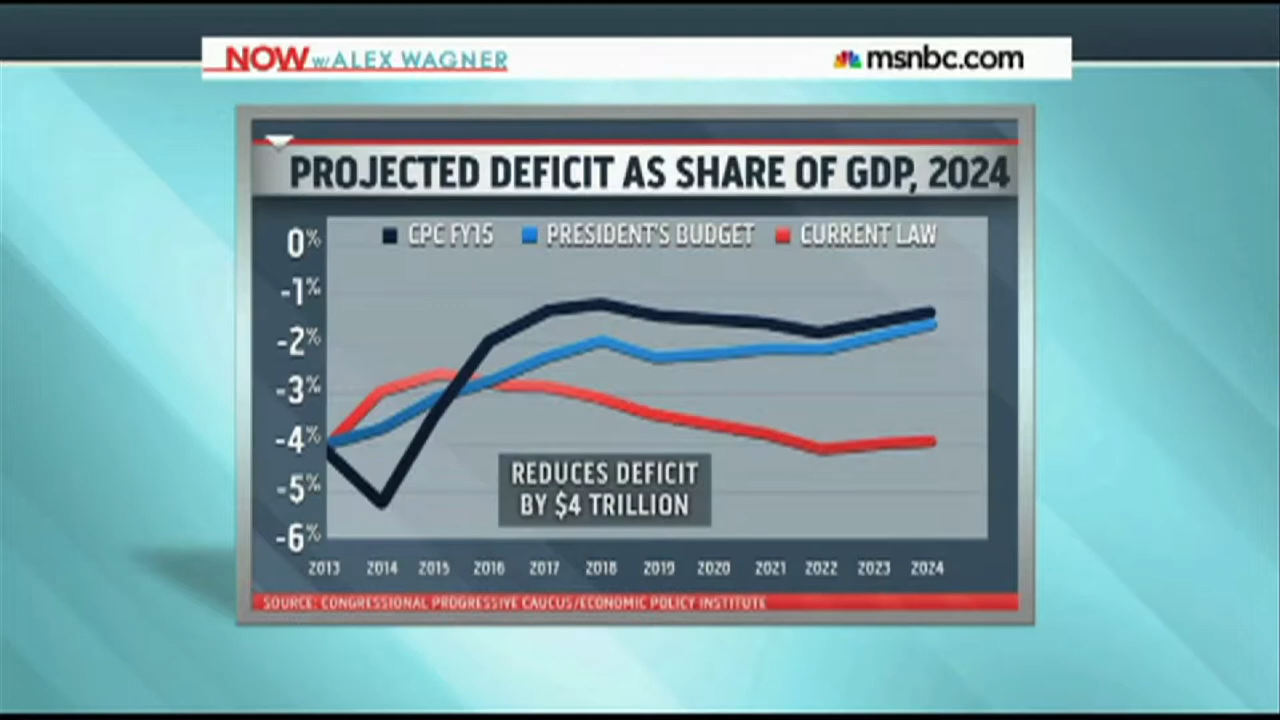 NOW w/ ALEX WAGNER
msnbc.com
PROJECTED DEFICIT AS SHARE OF GDP, 2024
CPC FY15 PRESIDENT'S BUDGET CURRENT LAW
0%
-1%
-2%
-3%
-4%
-5%
-6%
REDUCES DEFICIT
BY $4 TRILLION
2013 2014 2015 2016 2017 2018 2019 2020 2021 2022 2023 2024
SOURCE: CONGRESSIONAL PROGRESSIVE CAUCUS/ECONOMIC POLICY INSTITUTE